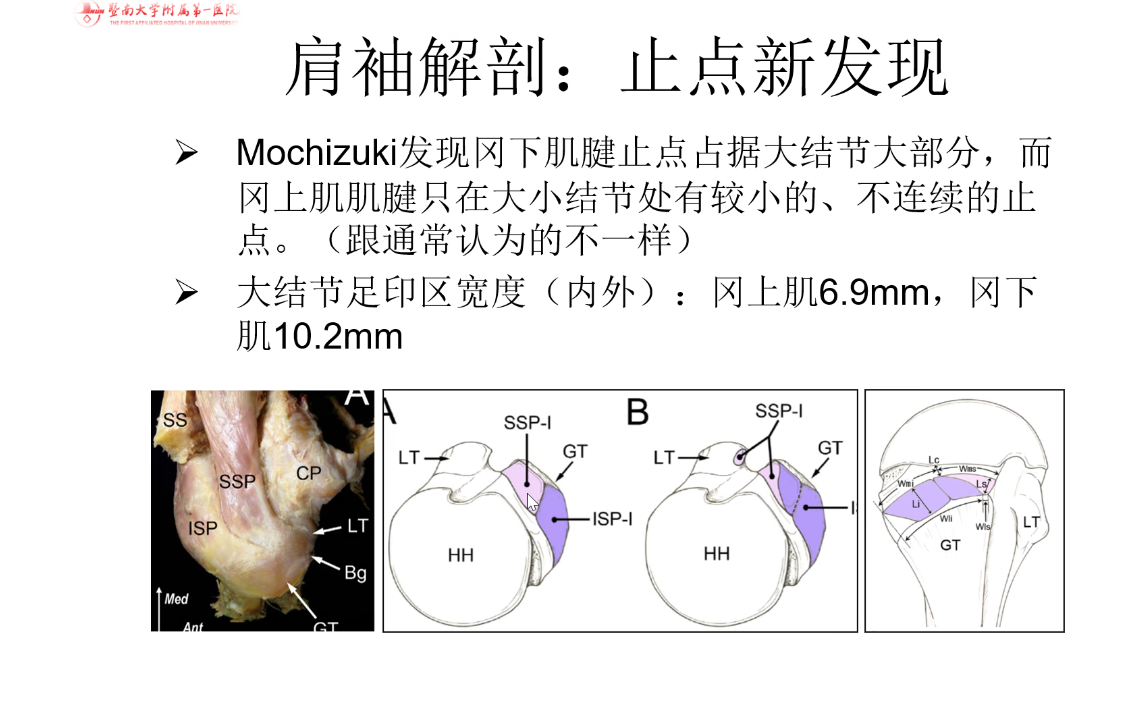 暨南大学附属第一医院
THE FIRST AFFILIATED HOSPITAL OF JINAN UNIVERSITY
肩袖解剖：止点新发现
Mochizuki发现冈下肌腱止点占据大结节大部分，而
冈上肌肌腱只在大小结节处有较小的、不连续的止
点。（跟通常认为的不一样）
大结节足印区宽度（内外）：冈上肌6.9mm，冈下
肌10.2mm
A
SS
SSP
CP
ISP
LT
Bg
Med
Ant
GT
A
SSP-I
LT
GT
ISP-I
HH
B
SSP-I
LT
GT
I
HH
Lc
Wms
Wmi
Ls
Li
Wli
Wls
LT
GT